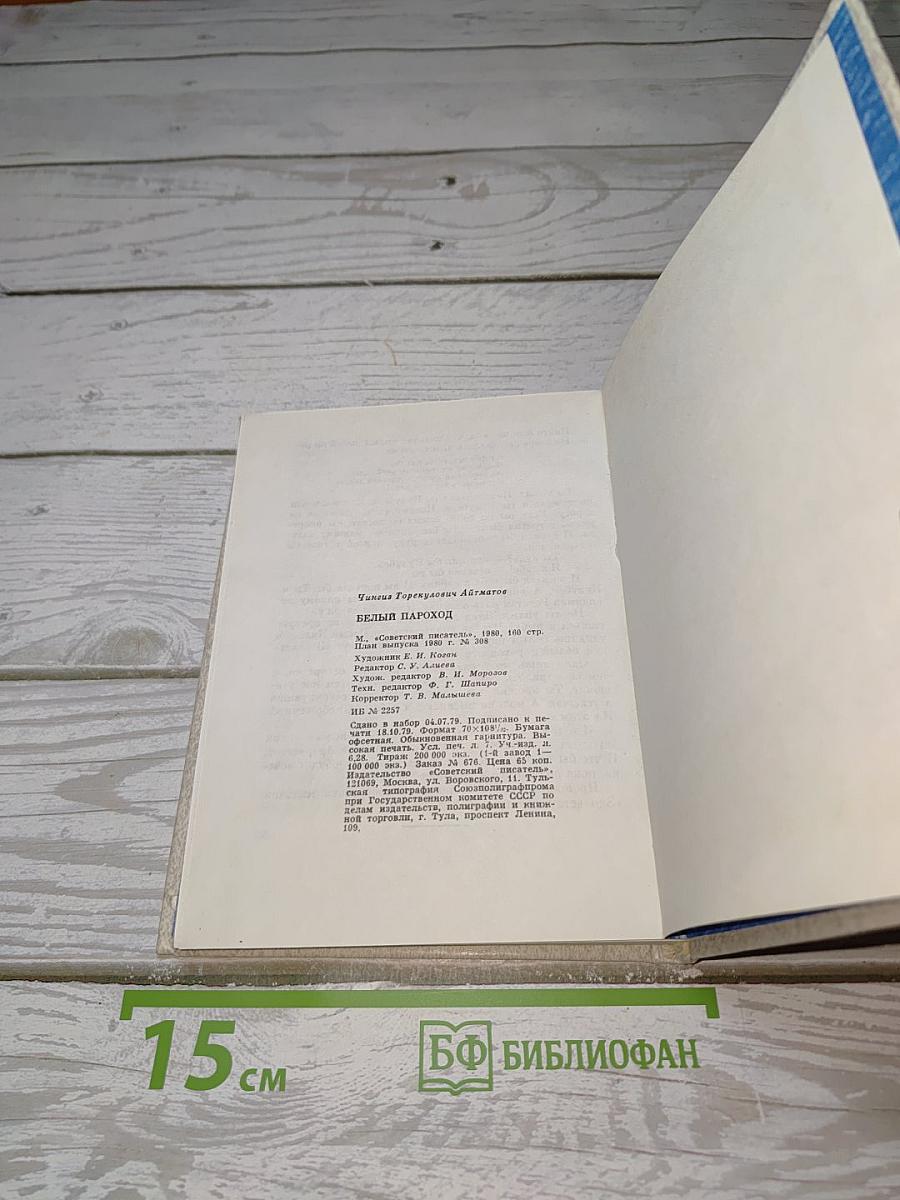 Чингиз Торекулович Айтматов
БЕЛЫЙ ПАРОХОД
М., «Советский писатель», 1980, 160 стр.
План выпуска 1980 г. № 308
Художник Е. И. Коган
Редактор С. У. Алиева
Худож. редактор В. И. Морозов
Техн. редактор Ф. Г. Шапиро
Корректор Т. В. Малышева
ИБ № 2257
Сдано в набор 04.07.79. Подписано к пе-
чати 18.10.79. Формат 70×108¹/₃₂. Бумага
офсетная. Обыкновенная гарнитура. Вы-
сокая печать. Усл. печ. л. 7. Уч.-изд. л.
6,28. Тираж 200 000 экз. (1-й завод 1—
100 000 экз.) Заказ № 676. Цена 65 коп.
Издательство «Советский писатель»,
121069, Москва, ул. Воровского, 11. Туль-
ская типография Союзполиграфпрома
при Государственном комитете СССР по
делам издательств, полиграфии и книж-
ной торговли, г. Тула, проспект Ленина,
109.
15 см
БФ БИБЛИОФАН